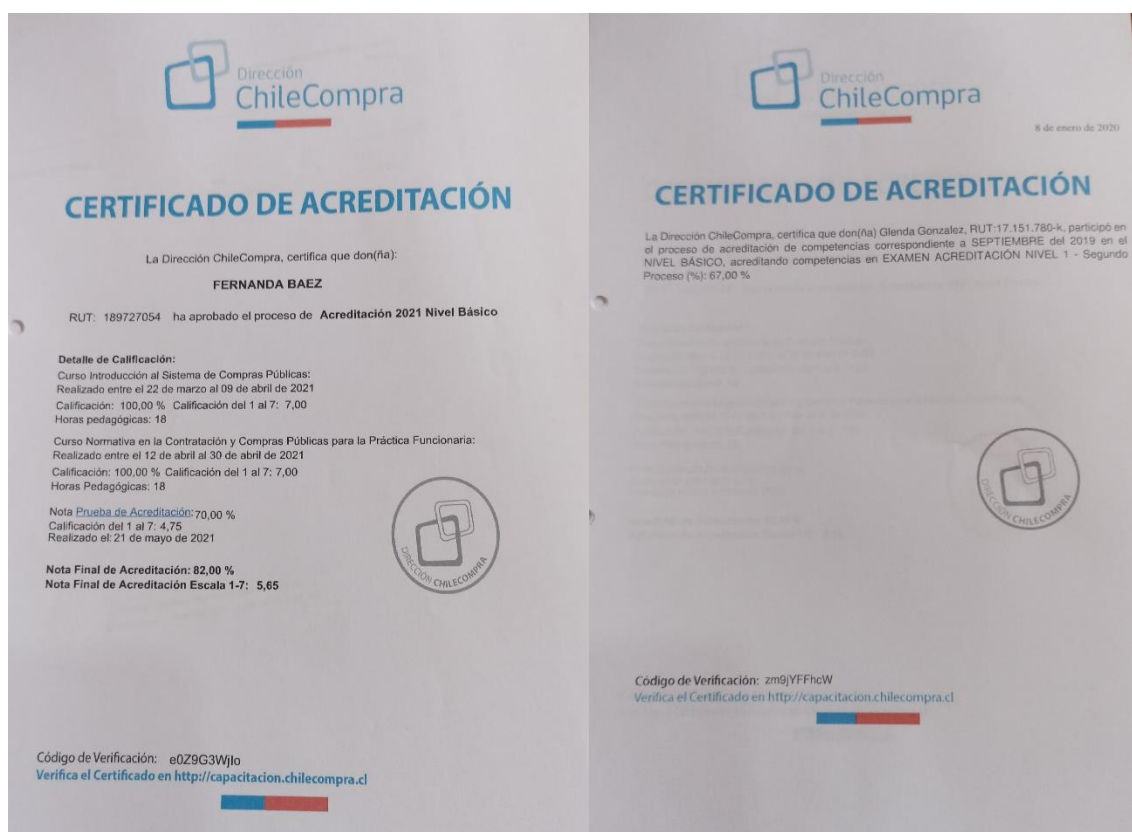 Dirección
ChileCompra
CERTIFICADO DE ACREDITACIÓN
La Dirección ChileCompra, certifica que don(ña):
FERNANDA BAEZ
RUT: 189727054 ha aprobado el proceso de Acreditación 2021 Nivel Básico
Detalle de Calificación:
Curso Introducción al Sistema de Compras Públicas:
Realizado entre el 22 de marzo al 09 de abril de 2021
Calificación: 100,00 % Calificación del 1 al 7: 7,00
Horas pedagógicas: 18
Curso Normativa en la Contratación y Compras Públicas para la Práctica Funcionaria:
Realizado entre el 12 de abril al 30 de abril de 2021
Calificación: 100,00 % Calificación del 1 al 7: 7,00
Horas Pedagógicas: 18
Nota Prueba de Acreditación: 70,00 %
Calificación del 1 al 7: 4,75
Realizado el: 21 de mayo de 2021
Nota Final de Acreditación: 82,00 %
Nota Final de Acreditación Escala 1-7: 5,65
DIRECCIÓN CHILECOMPRA
Código de Verificación: e0Z9G3Wjlo
Verifica el Certificado en http://capacitacion.chilecompra.cl
Dirección
ChileCompra
8 de enero de 2020
CERTIFICADO DE ACREDITACIÓN
La Dirección ChileCompra, certifica que don(ña) Glenda Gonzalez, RUT:17.151.780-k, participó en
el proceso de acreditación de competencias correspondiente a SEPTIEMBRE del 2019 en el
NIVEL BÁSICO, acreditando competencias en EXAMEN ACREDITACIÓN NIVEL 1 - Segundo
Proceso (%): 67,00 %
DIRECCIÓN CHILECOMPRA
Código de Verificación: zm9jYFFhcW
Verifica el Certificado en http://capacitacion.chilecompra.cl